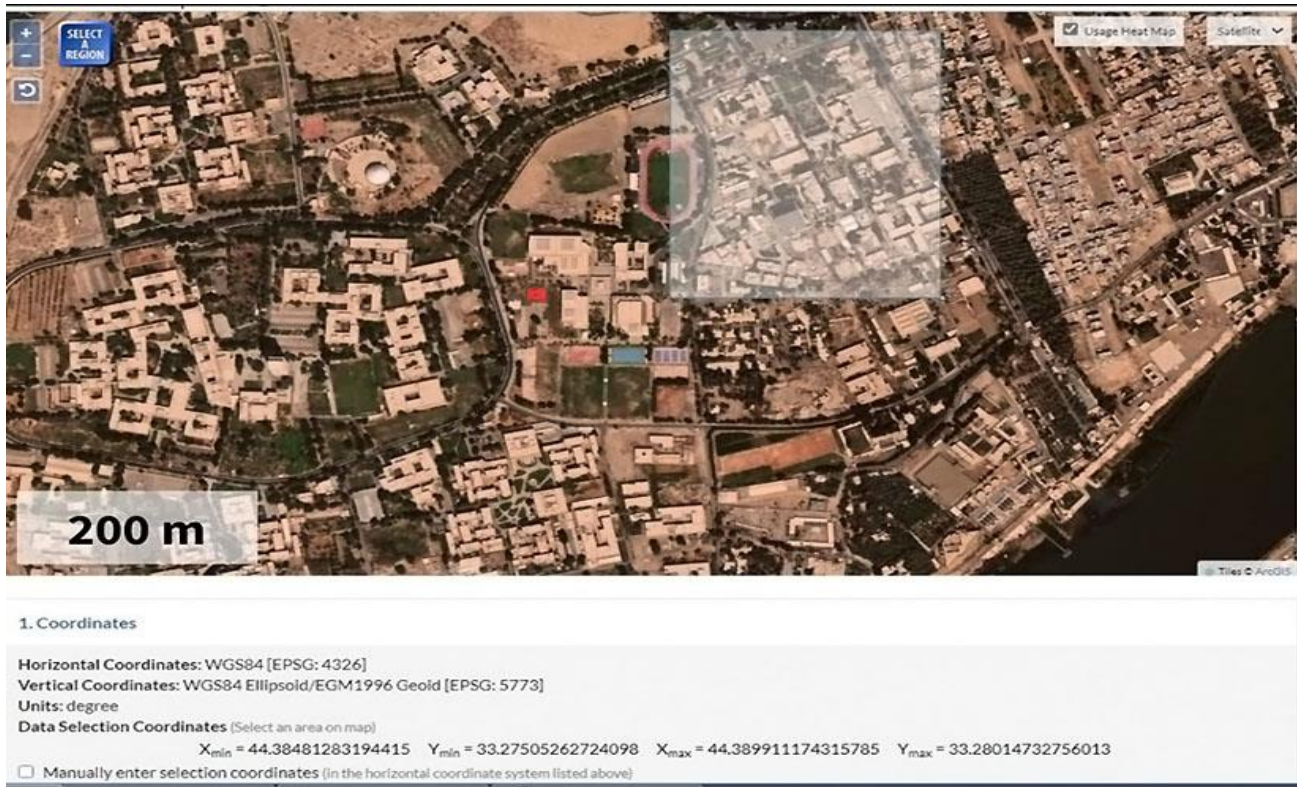 +
SELECT
A
REGION
Usage Heat Map
Satellite
–
200 m
Tiles © ArcGIS
1. Coordinates
Horizontal Coordinates: WGS84 [EPSG: 4326]
Vertical Coordinates: WGS84 Ellipsoid/EGM1996 Geoid [EPSG: 5773]
Units: degree
Data Selection Coordinates (Select an area on map)
Xmin = 44.38481283194415 Ymin = 33.27505262724098 Xmax = 44.389911174315785 Ymax = 33.28014732756013
Manually enter selection coordinates (in the horizontal coordinate system listed above)